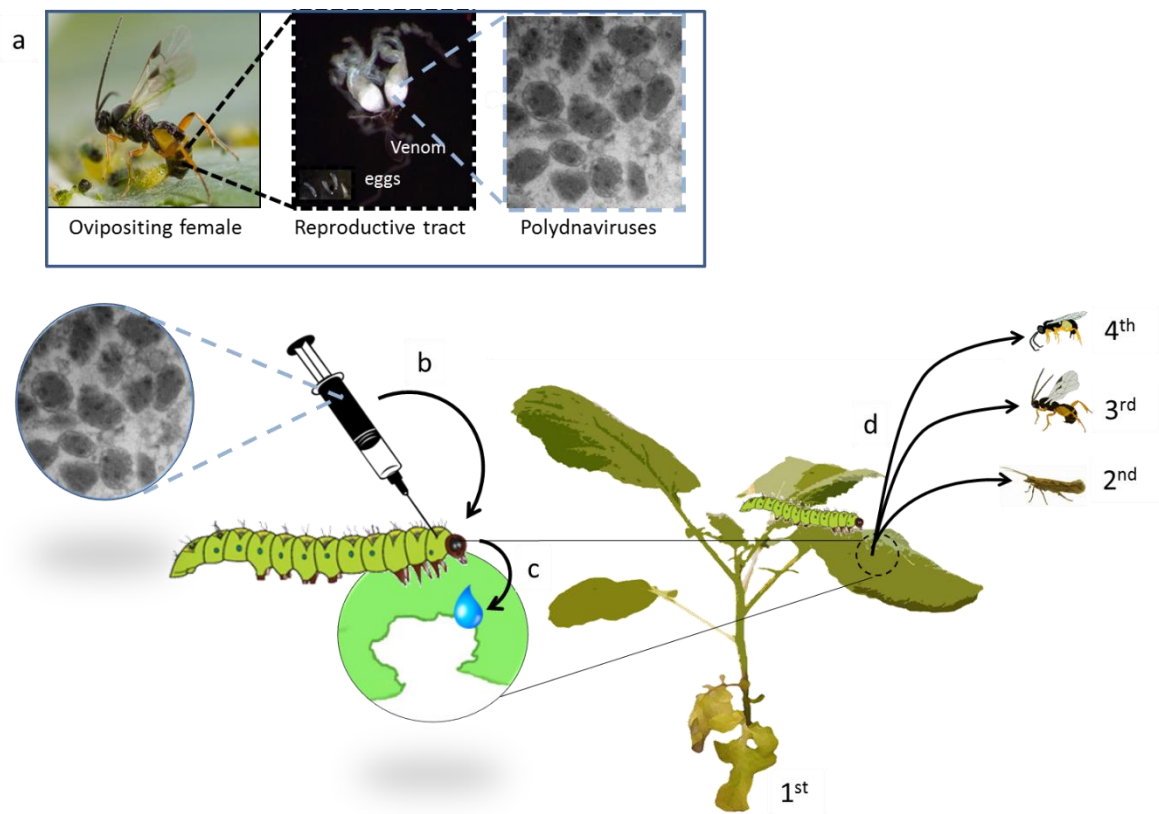 a
Venom
eggs
Ovipositing female
Reproductive tract
Polydnaviruses
b
4th
d
3rd
2nd
c
1st